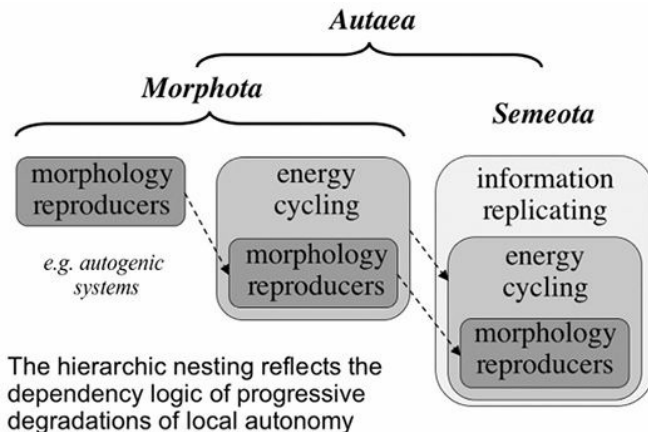 Autaea
Morphota
Semeota
morphology
reproducers
e.g. autogenic
systems
energy
cycling
morphology
reproducers
information
replicating
energy
cycling
morphology
reproducers
The hierarchic nesting reflects the
dependency logic of progressive
degradations of local autonomy